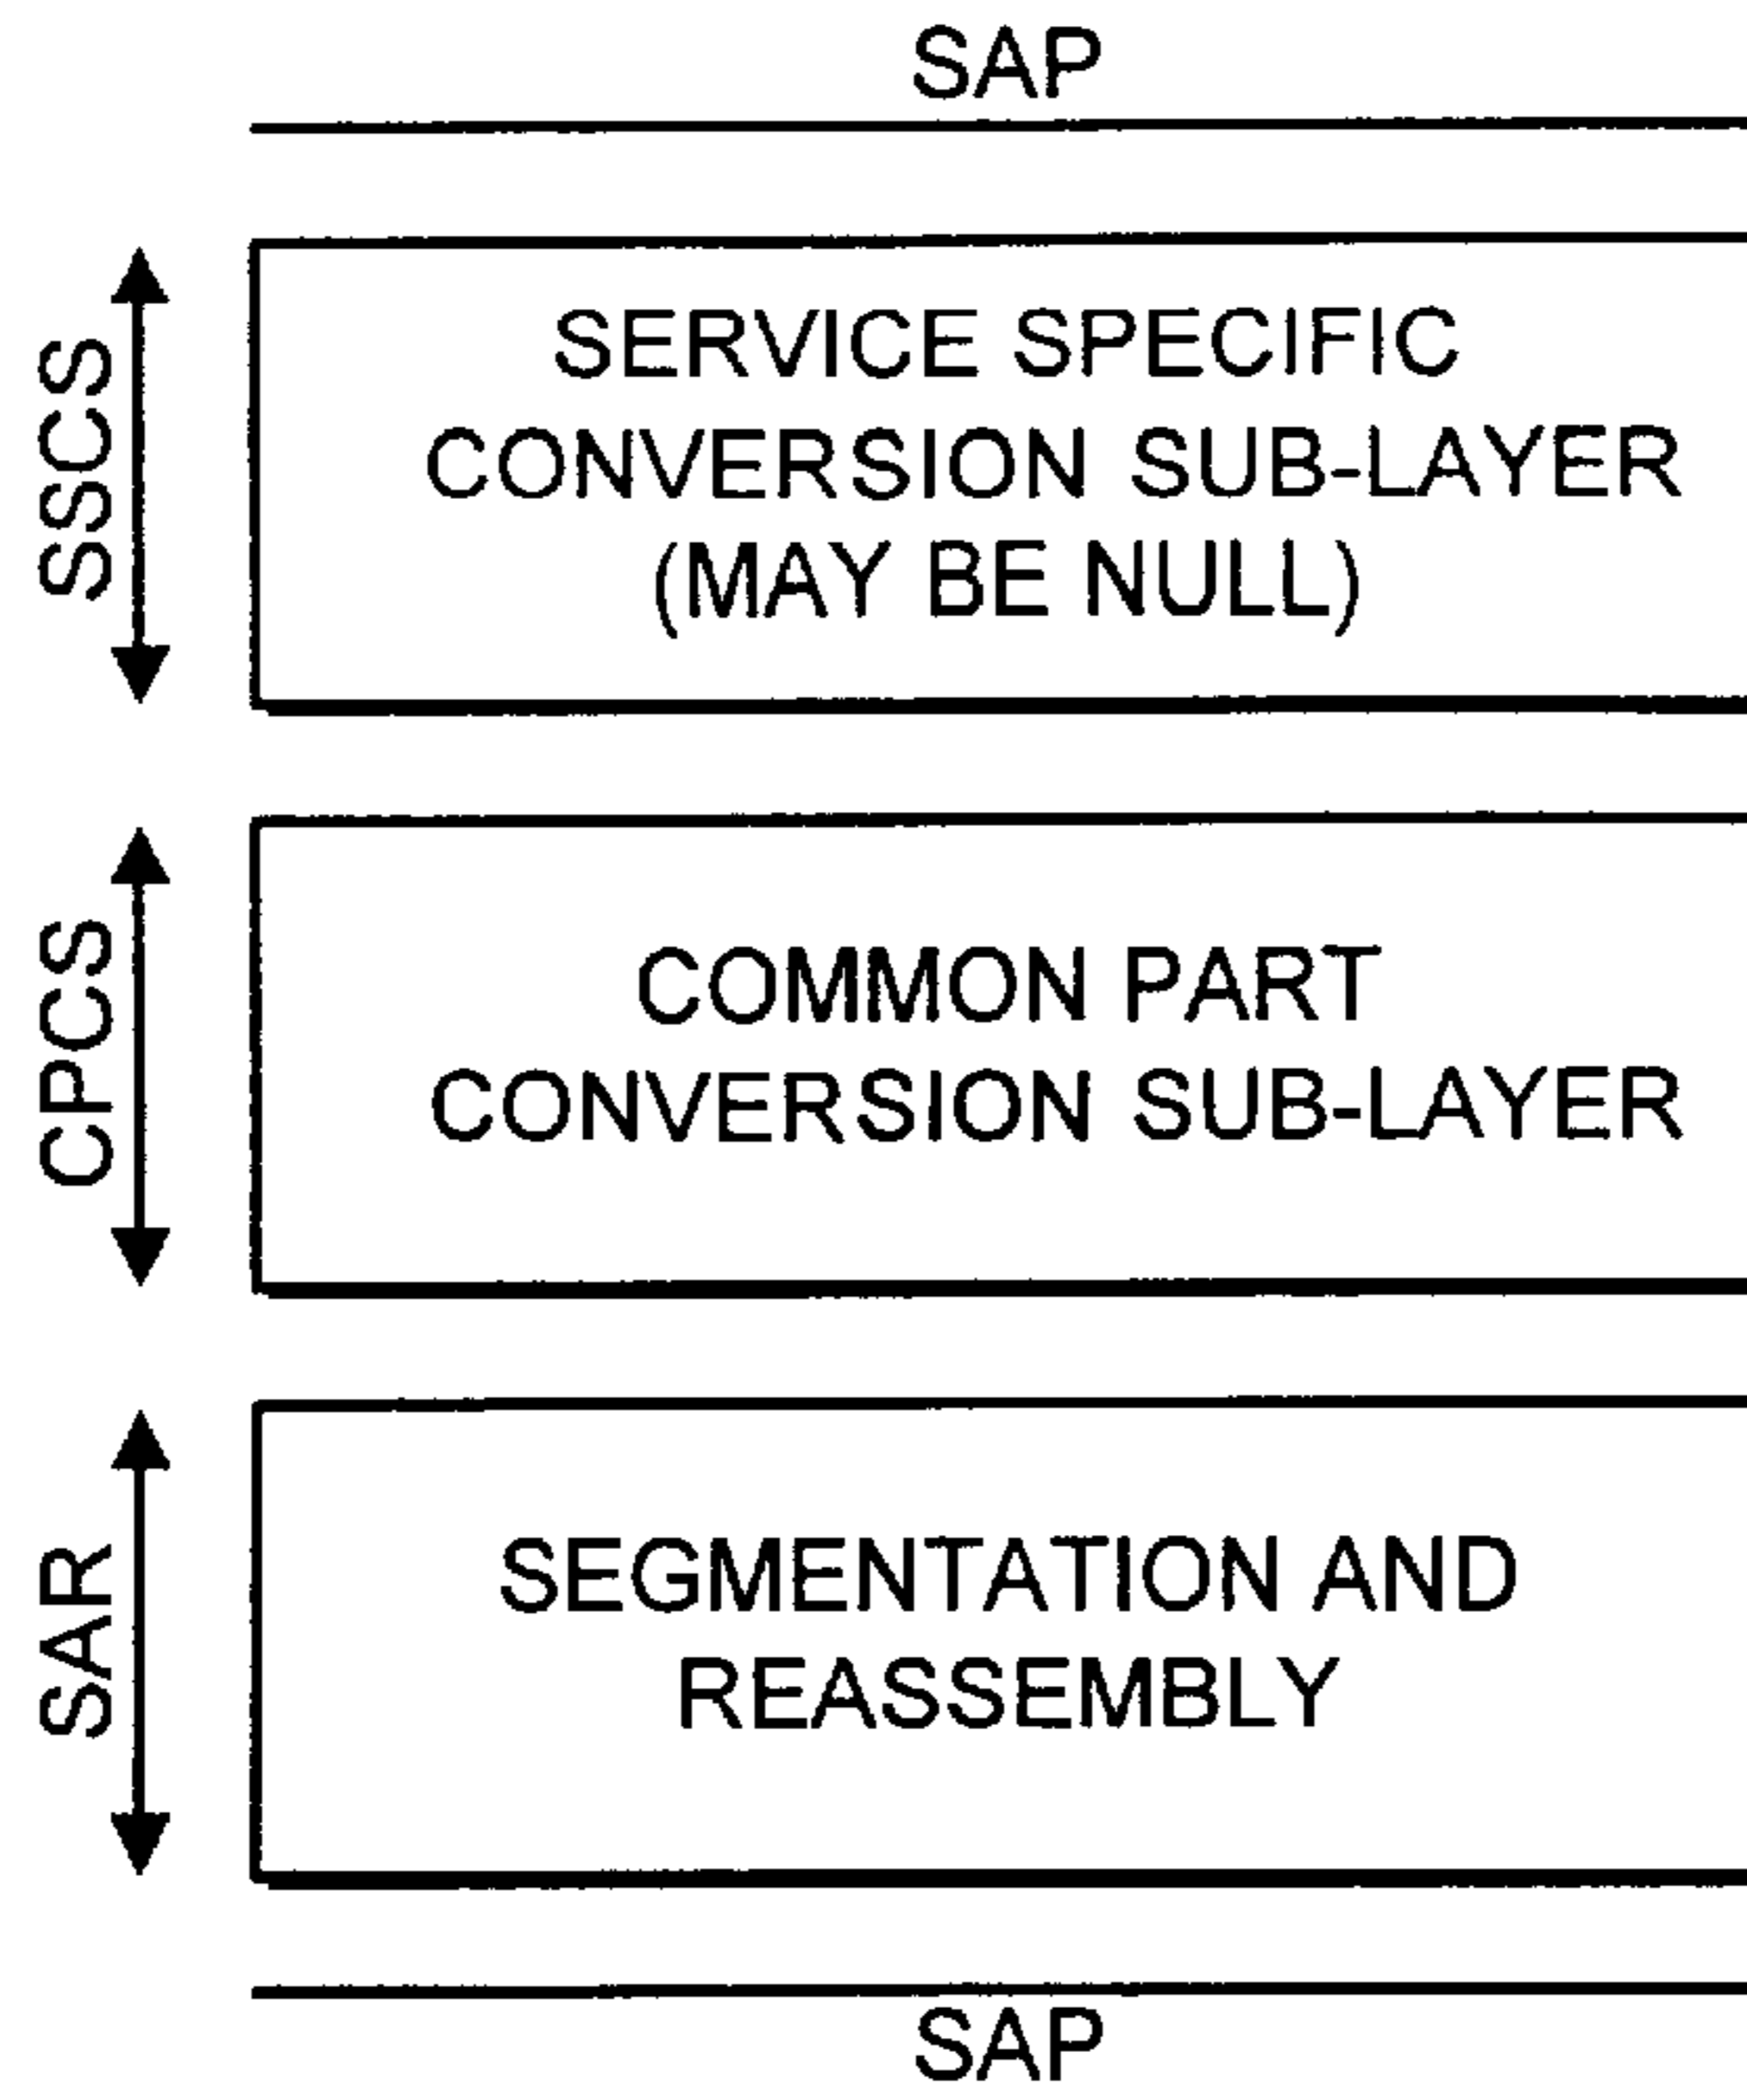 SAP
SSCS
SERVICE SPECIFIC
CONVERSION SUB-LAYER
(MAY BE NULL)
CPCS
COMMON PART
CONVERSION SUB-LAYER
SAR
SEGMENTATION AND
REASSEMBLY
SAP